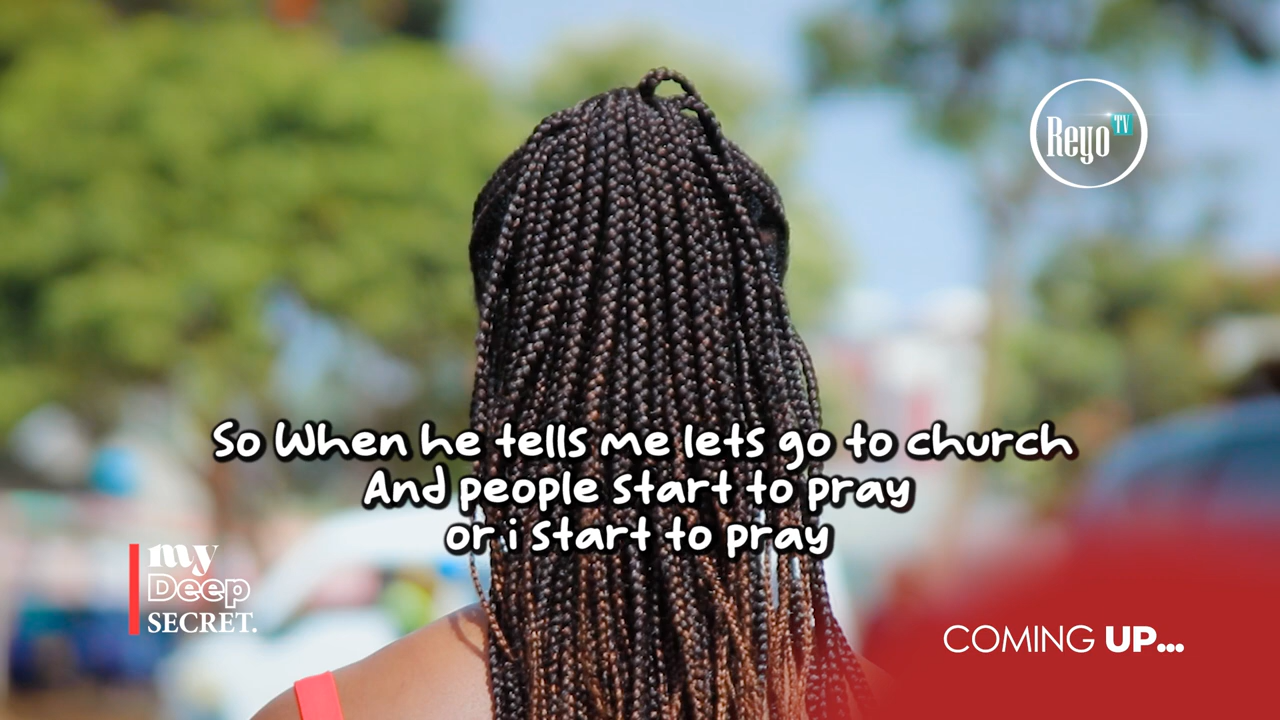 Reyo TV
So When he tells me lets go to church
And people start to pray
or i start to pray
my
Deep
SECRET.
COMING UP...